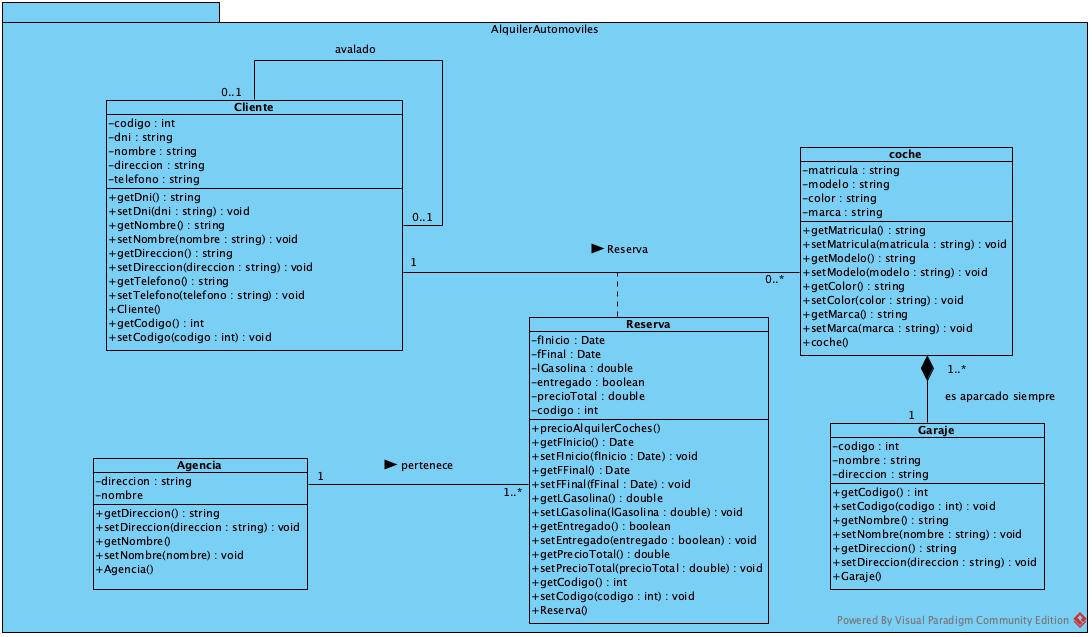 AlquilerAutomoviles
avalado
0..1
Cliente
-codigo : int
-dni : string
-nombre : string
-direccion : string
-telefono : string
+getDni() : string
+setDni(dni : string) : void
+getNombre() : string
+setNombre(nombre : string) : void
+getDireccion() : string
+setDireccion(direccion : string) : void
+getTelefono() : string
+setTelefono(telefono : string) : void
+Cliente()
+getCodigo() : int
+setCodigo(codigo : int) : void
0..1
1
Reserva
0..*
coche
-matricula : string
-modelo : string
-color : string
-marca : string
+getMatricula() : string
+setMatricula(matricula : string) : void
+getModelo() : string
+setModelo(modelo : string) : void
+getColor() : string
+setColor(color : string) : void
+getMarca() : string
+setMarca(marca : string) : void
+coche()
1..*
es aparcado siempre
1
Reserva
-fInicio : Date
-fFinal : Date
-lGasolina : double
-entregado : boolean
-precioTotal : double
-codigo : int
+precioAlquilerCoches()
+getFInicio() : Date
+setFInicio(fInicio : Date) : void
+getFFinal() : Date
+setFFinal(fFinal : Date) : void
+getLGasolina() : double
+setLGasolina(lGasolina : double) : void
+getEntregado() : boolean
+setEntregado(entregado : boolean) : void
+getPrecioTotal() : double
+setPrecioTotal(precioTotal : double) : void
+getCodigo() : int
+setCodigo(codigo : int) : void
+Reserva()
Agencia
-direccion : string
-nombre
+getDireccion() : string
+setDireccion(direccion : string) : void
+getNombre()
+setNombre(nombre) : void
+Agencia()
1
pertenece
1..*
Garaje
-codigo : int
-nombre : string
-direccion : string
+getCodigo() : int
+setCodigo(codigo : int) : void
+getNombre() : string
+setNombre(nombre : string) : void
+getDireccion() : string
+setDireccion(direccion : string) : void
+Garaje()
Powered By Visual Paradigm Community Edition